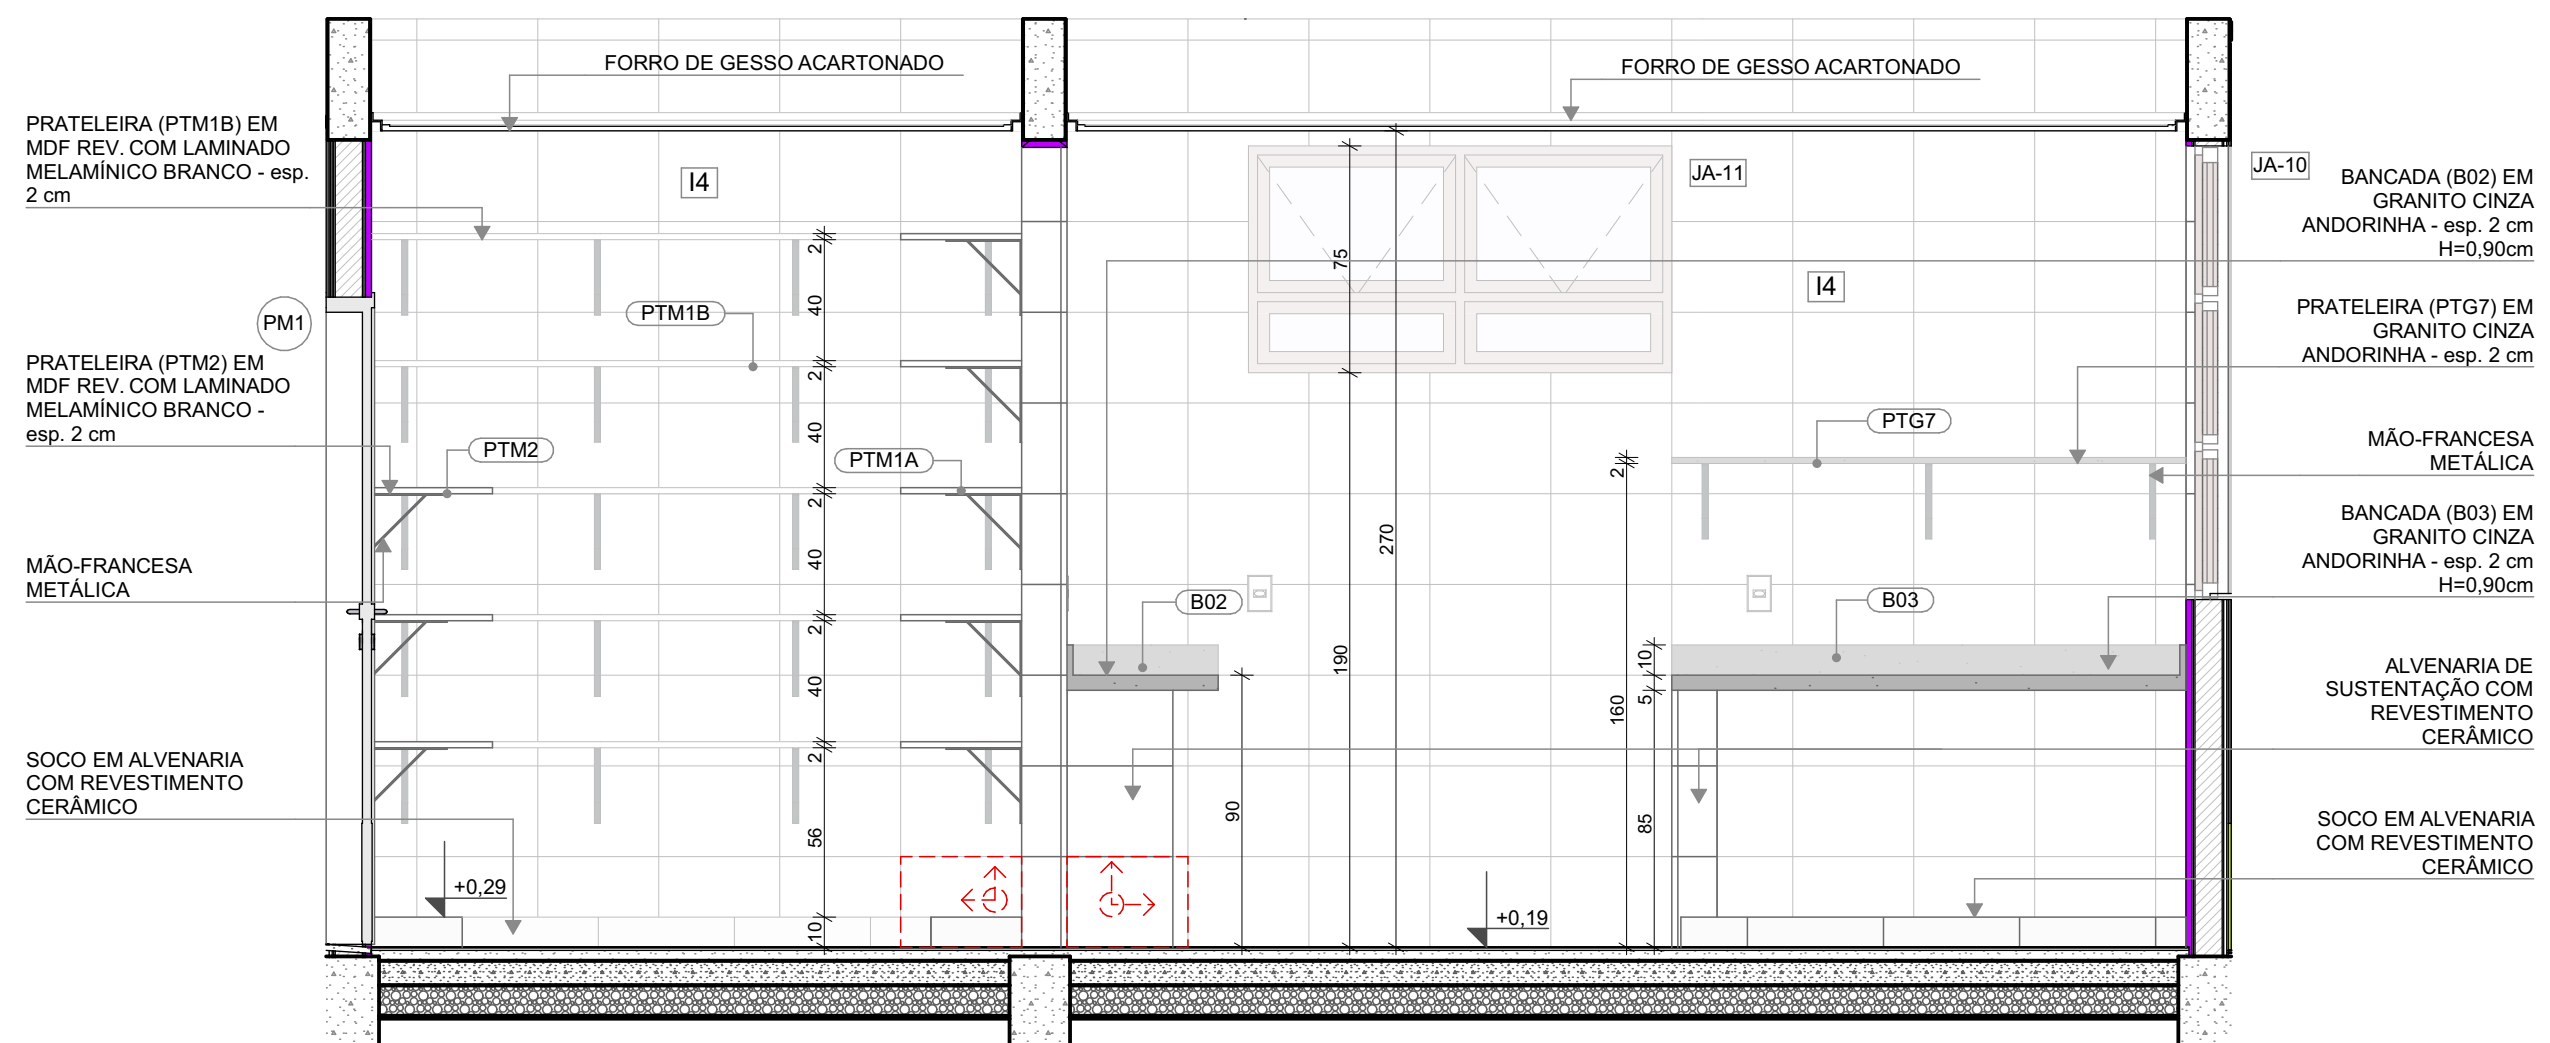 FORRO DE GESSO ACARTONADO
FORRO DE GESSO ACARTONADO
PRATELEIRA (PTM1B) EM
MDF REV. COM LAMINADO
MELAMÍNICO BRANCO - esp.
2 cm
I4
PM1
PTM1B
PRATELEIRA (PTM2) EM
MDF REV. COM LAMINADO
MELAMÍNICO BRANCO -
esp. 2 cm
PTM2
PTM1A
MÃO-FRANCESA
METÁLICA
SOCO EM ALVENARIA
COM REVESTIMENTO
CERÂMICO
+0,29
2
40
2
40
2
40
2
40
2
56
10
JA-11
JA-10
I4
75
190
270
B02
90
+0,19
PTG7
2
160
B03
10
5
85
BANCADA (B02) EM
GRANITO CINZA
ANDORINHA - esp. 2 cm
H=0,90cm
PRATELEIRA (PTG7) EM
GRANITO CINZA
ANDORINHA - esp. 2 cm
MÃO-FRANCESA
METÁLICA
BANCADA (B03) EM
GRANITO CINZA
ANDORINHA - esp. 2 cm
H=0,90cm
ALVENARIA DE
SUSTENTAÇÃO COM
REVESTIMENTO
CERÂMICO
SOCO EM ALVENARIA
COM REVESTIMENTO
CERÂMICO